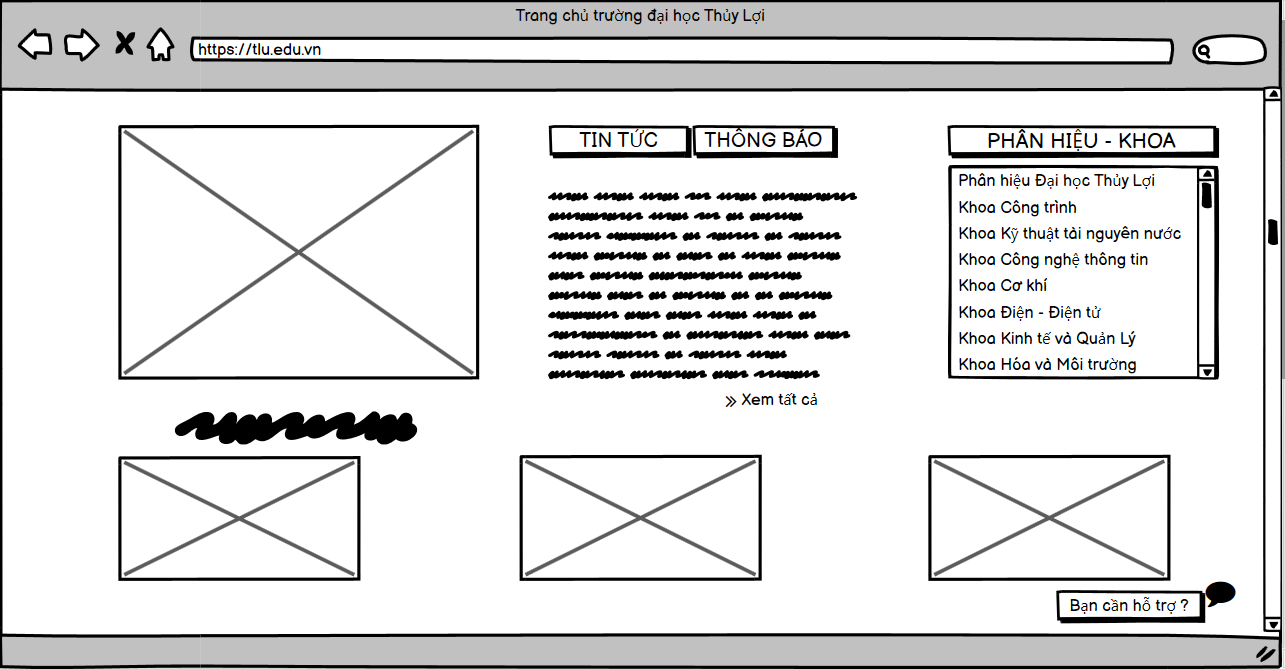 Trang chủ trường đại học Thủy Lợi
https://tlu.edu.vn
TIN TỨC
THÔNG BÁO
» Xem tất cả
PHÂN HIỆU - KHOA
Phân hiệu Đại học Thủy Lợi
Khoa Công trình
Khoa Kỹ thuật tài nguyên nước
Khoa Công nghệ thông tin
Khoa Cơ khí
Khoa Điện - Điện tử
Khoa Kinh tế và Quản Lý
Khoa Hóa và Môi trường
Bạn cần hỗ trợ ?